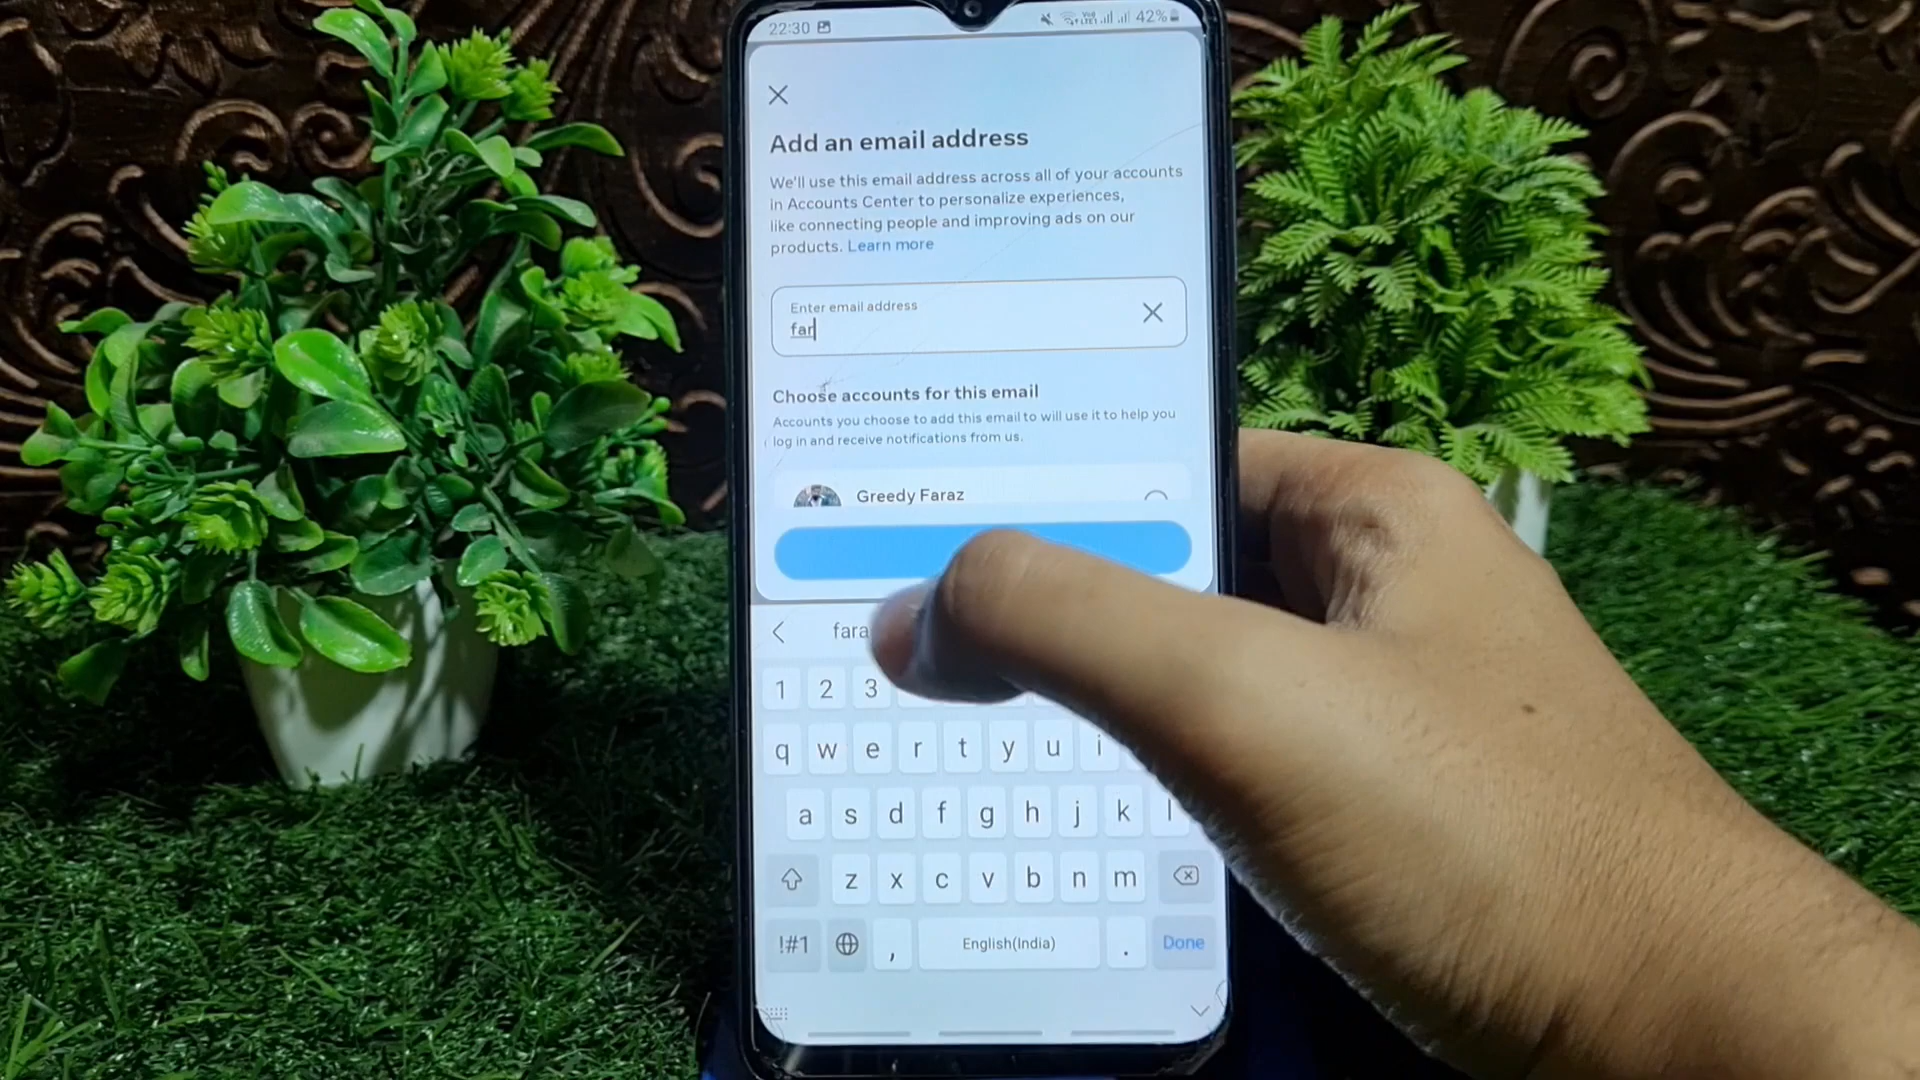 22:30
42%
Add an email address
We'll use this email address across all of your accounts
in Accounts Center to personalize experiences,
like connecting people and improving ads on our
products. Learn more
Enter email address
far
Choose accounts for this email
Accounts you choose to add this email to will use it to help you
log in and receive notifications from us.
Greedy Faraz
fara
1 2 3
q w e r t y u i
a s d f g h j k l
z x c v b n m
!#1 , English(India) . Done